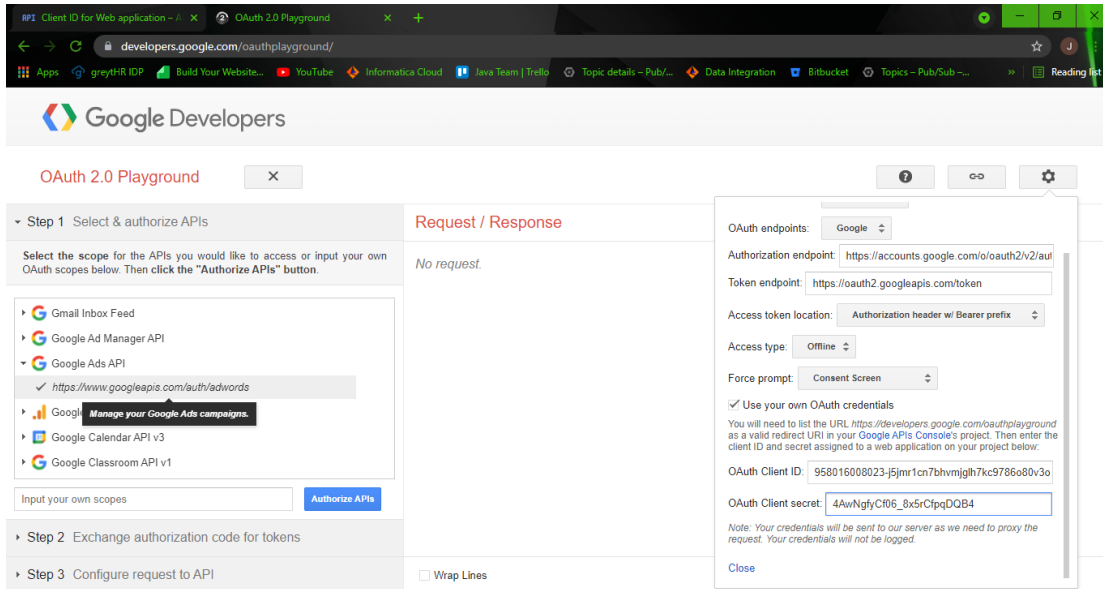 API Client ID for Web application – A
OAuth 2.0 Playground
developers.google.com/oauthplayground/
J
Apps
greytHR IDP
Build Your Website...
YouTube
Informatica Cloud
Java Team | Trello
Topic details – Pub/...
Data Integration
Bitbucket
Topics – Pub/Sub –...
»
Reading list
Google Developers
OAuth 2.0 Playground
Step 1 Select & authorize APIs
Select the scope for the APIs you would like to access or input your own
OAuth scopes below. Then click the "Authorize APIs" button.
Gmail Inbox Feed
Google Ad Manager API
Google Ads API
https://www.googleapis.com/auth/adwords
Manage your Google Ads campaigns.
Google Calendar API v3
Google Classroom API v1
Input your own scopes
Authorize APIs
Step 2 Exchange authorization code for tokens
Step 3 Configure request to API
Request / Response
No request.
Wrap Lines
OAuth endpoints: Google
Authorization endpoint: https://accounts.google.com/o/oauth2/v2/aut
Token endpoint: https://oauth2.googleapis.com/token
Access token location: Authorization header w/ Bearer prefix
Access type: Offline
Force prompt: Consent Screen
Use your own OAuth credentials
You will need to list the URL https://developers.google.com/oauthplayground
as a valid redirect URI in your Google APIs Console's project. Then enter the
client ID and secret assigned to a web application on your project below:
OAuth Client ID: 958016008023-j5jmr1cn7bhvmjglh7kc9786o80v3o
OAuth Client secret: 4AwNgfyCf06_8x5rCfpqDQB4
Note: Your credentials will be sent to our server as we need to proxy the
request. Your credentials will not be logged.
Close